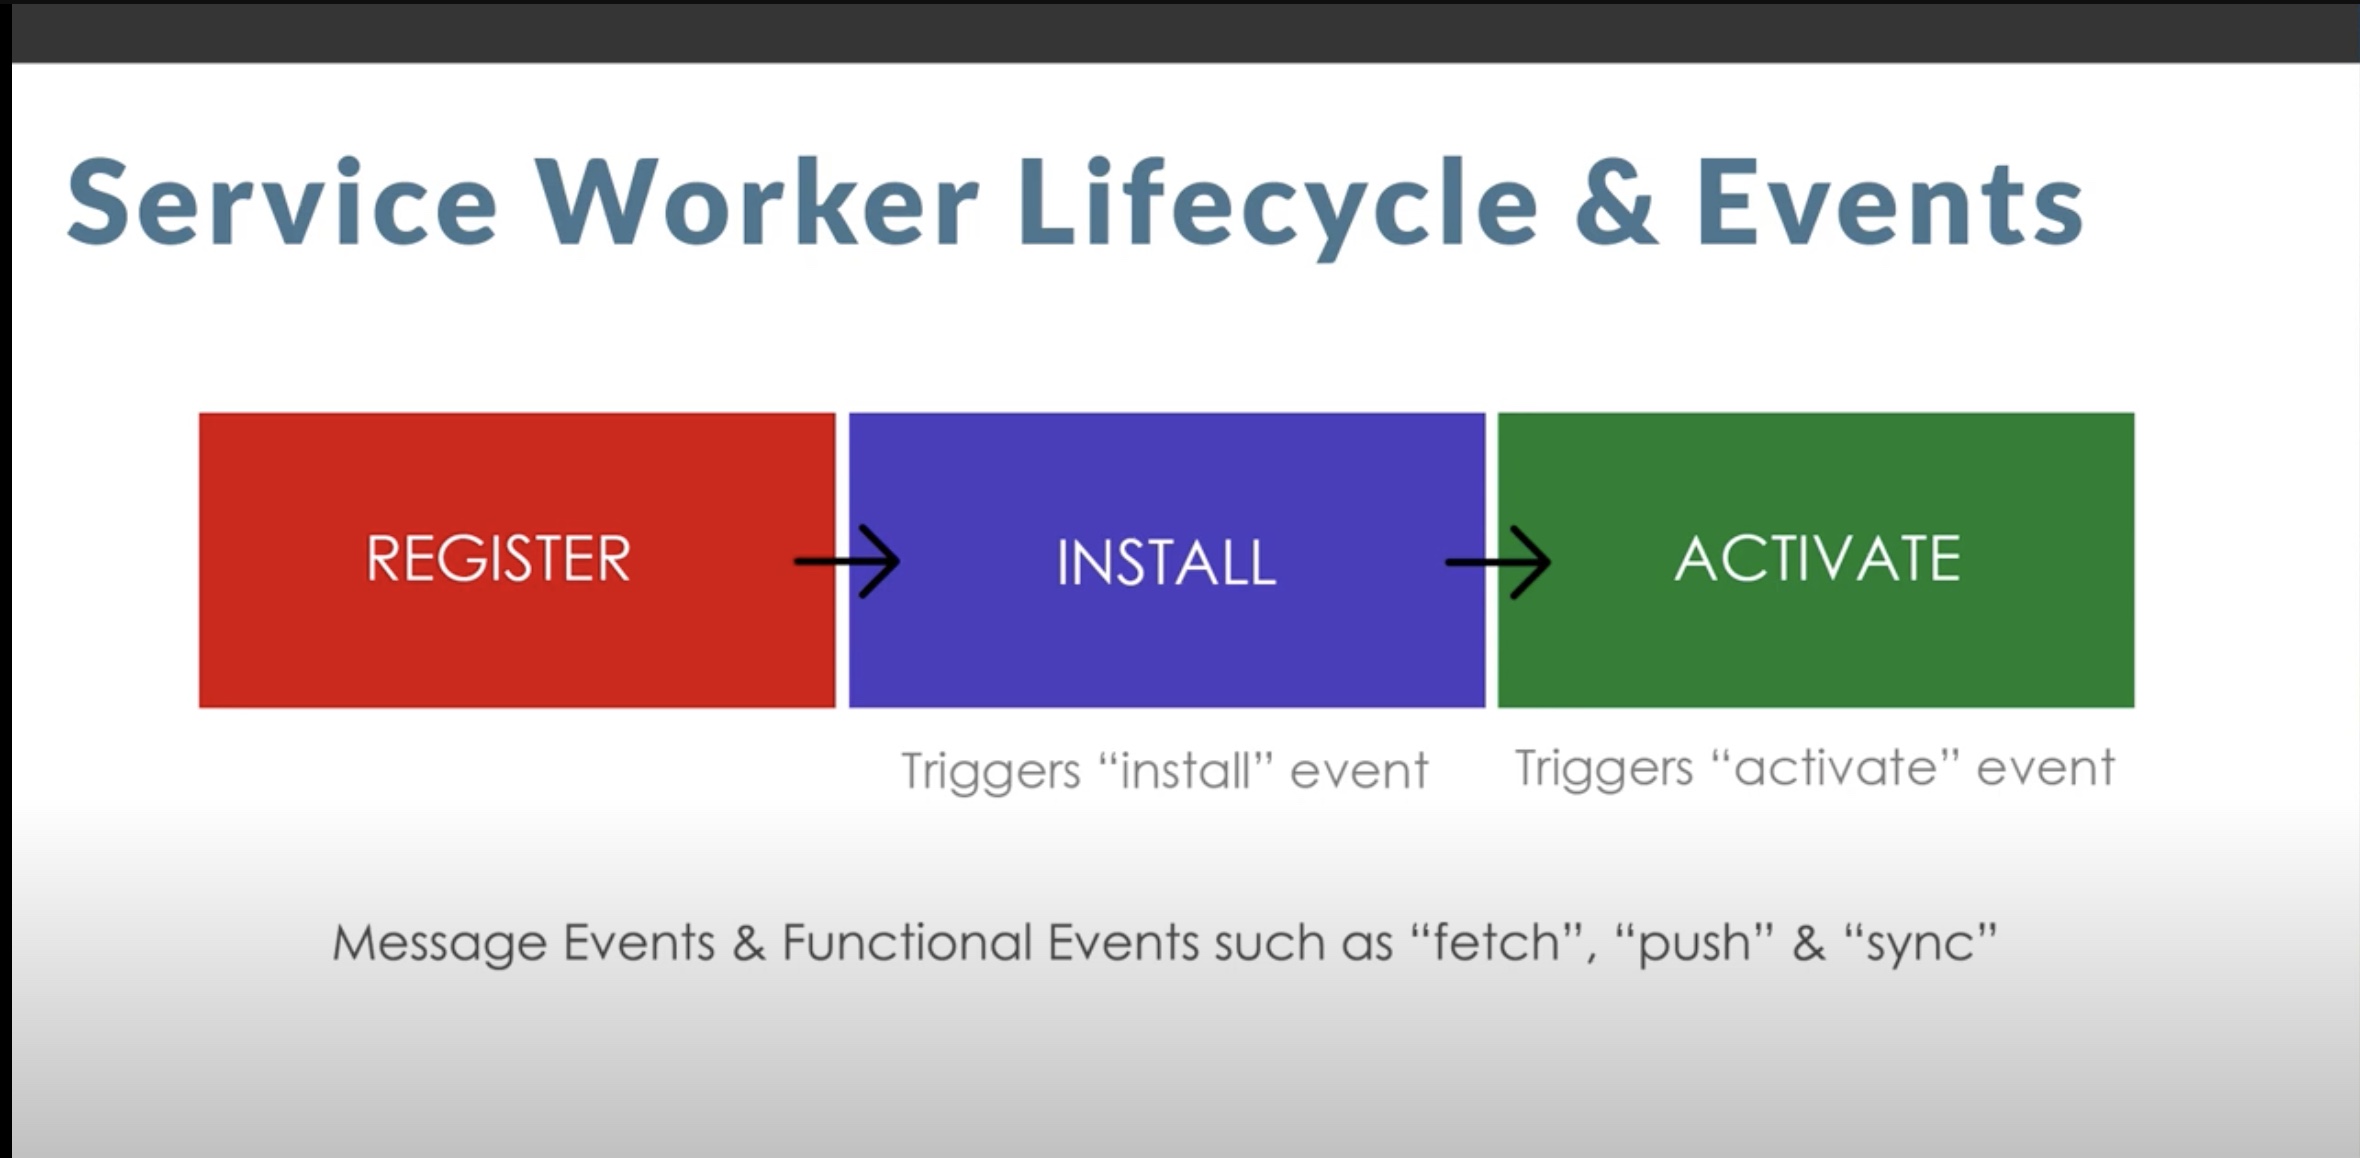 Service Worker Lifecycle & Events
REGISTER
INSTALL
ACTIVATE
Triggers “install” event
Triggers “activate” event
Message Events & Functional Events such as “fetch”, “push” & “sync”